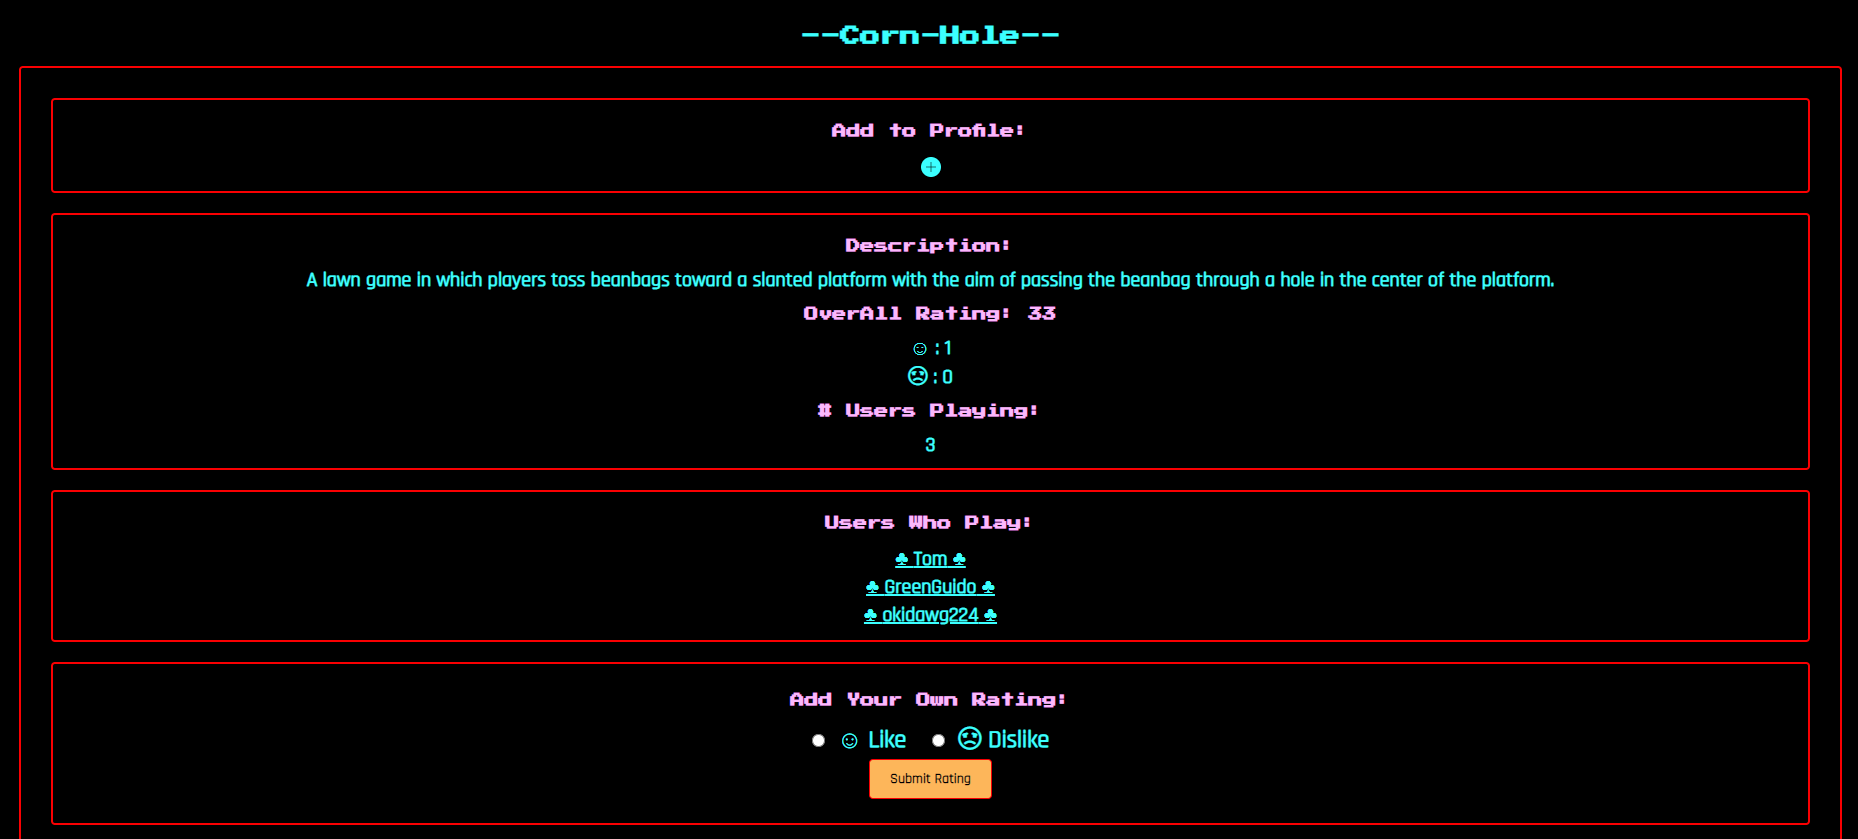 --Corn-Hole--
Add to Profile:
Description:
A lawn game in which players toss beanbags toward a slanted platform with the aim of passing the beanbag through a hole in the center of the platform.
OverAll Rating: 33
☺ : 1
😞 : 0
# Users Playing:
3
Users Who Play:
♣ Tom ♣
♣ GreenGuido ♣
♣ okidawg224 ♣
Add Your Own Rating:
☺ Like 😞 Dislike
Submit Rating